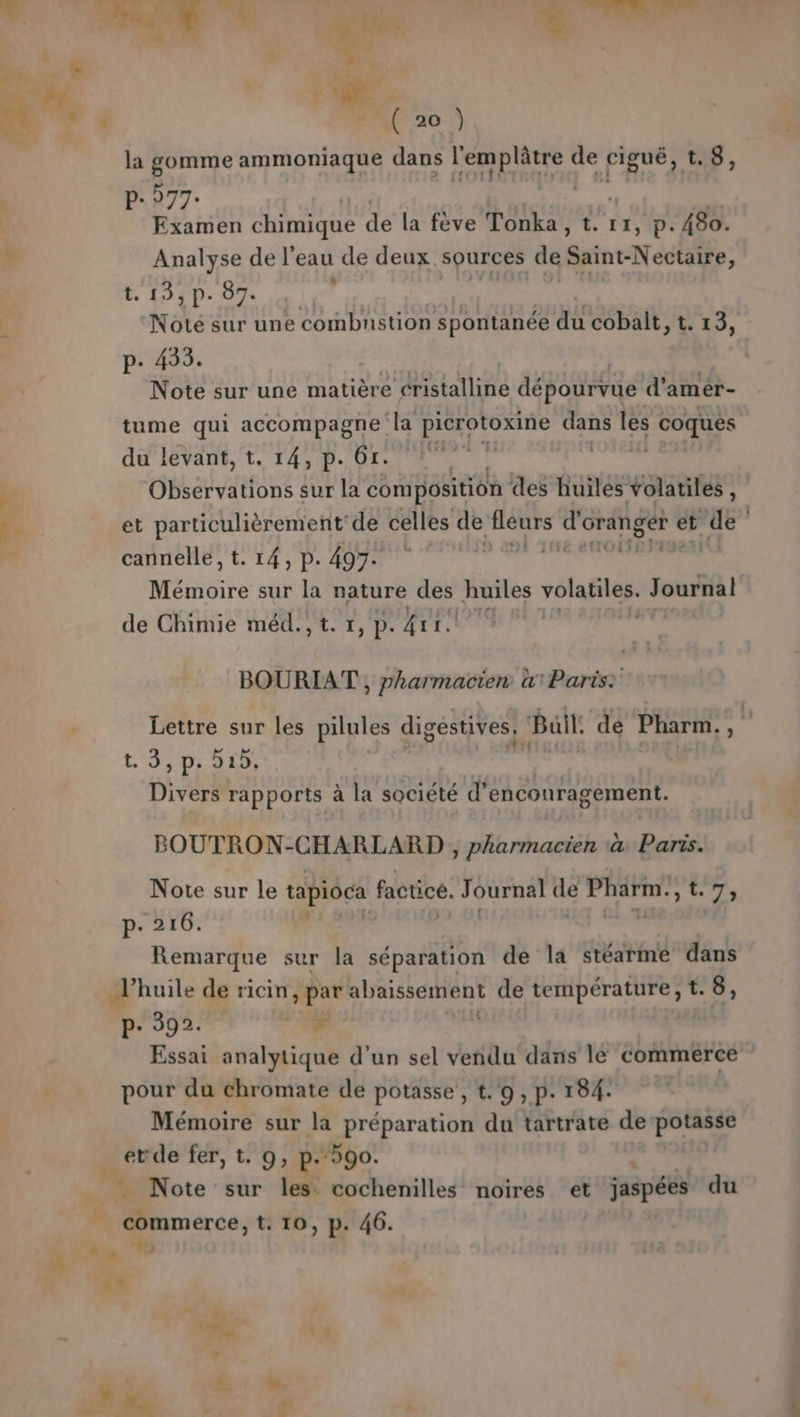 ( 20 )
la gomme ammoniaque dans l'emplâtre de ciguë, t. 8,
p. 577.
Examen chimique de la fève Tonka, t. 11, p. 480.
Analyse de l'eau de deux sources de Saint-Nectaire,
t. 13, p. 87.
Note sur une combnstion spontanée du cobalt, t. 13,
p. 433.
Note sur une matière cristalline dépourvue d'amer-
tume qui accompagne la picrotoxine dans les coques
du levant, t. 14, p. 61.
Observations sur la composition des huiles volatiles,
et particulièrement de celles de fleurs d'oranger et de
cannelle, t. 14, p. 497.
Mémoire sur la nature des huiles volatiles. Journal
de Chimie méd., t. 1, p. 411.
BOURIAT, pharmacien à Paris.
Lettre sur les pilules digestives, Bull. de Pharm.,
t. 3, p. 515.
Divers rapports à la société d'encouragement.
BOUTRON-CHARLARD, pharmacien à Paris.
Note sur le tapioca factice. Journal de Pharm., t. 7,
p. 216.
Remarque sur la séparation de la stéarine dans
l'huile de ricin, par abaissement de température, t. 8,
p. 392.
Essai analytique d'un sel vendu dans le commerce
pour du chromate de potasse, t. 9, p. 184.
Mémoire sur la préparation du tartrate de potasse
et de fer, t. 9, p. 590.
Note sur les cochenilles noires et jaspées du
commerce, t. 10, p. 46.